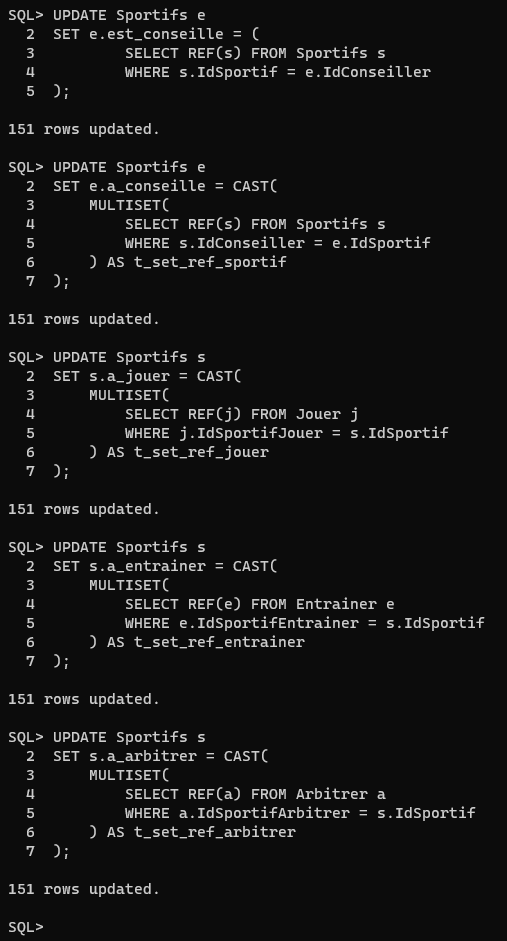 SQL> UPDATE Sportifs e
  2  SET e.est_conseille = (
  3          SELECT REF(s) FROM Sportifs s
  4          WHERE s.IdSportif = e.IdConseiller
  5  );

151 rows updated.

SQL> UPDATE Sportifs e
  2  SET e.a_conseille = CAST(
  3      MULTISET(
  4          SELECT REF(s) FROM Sportifs s
  5          WHERE s.IdConseiller = e.IdSportif
  6      ) AS t_set_ref_sportif
  7  );

151 rows updated.

SQL> UPDATE Sportifs s
  2  SET s.a_jouer = CAST(
  3      MULTISET(
  4          SELECT REF(j) FROM Jouer j
  5          WHERE j.IdSportifJouer = s.IdSportif
  6      ) AS t_set_ref_jouer
  7  );

151 rows updated.

SQL> UPDATE Sportifs s
  2  SET s.a_entrainer = CAST(
  3      MULTISET(
  4          SELECT REF(e) FROM Entrainer e
  5          WHERE e.IdSportifEntrainer = s.IdSportif
  6      ) AS t_set_ref_entrainer
  7  );

151 rows updated.

SQL> UPDATE Sportifs s
  2  SET s.a_arbitrer = CAST(
  3      MULTISET(
  4          SELECT REF(a) FROM Arbitrer a
  5          WHERE a.IdSportifArbitrer = s.IdSportif
  6      ) AS t_set_ref_arbitrer
  7  );

151 rows updated.

SQL>